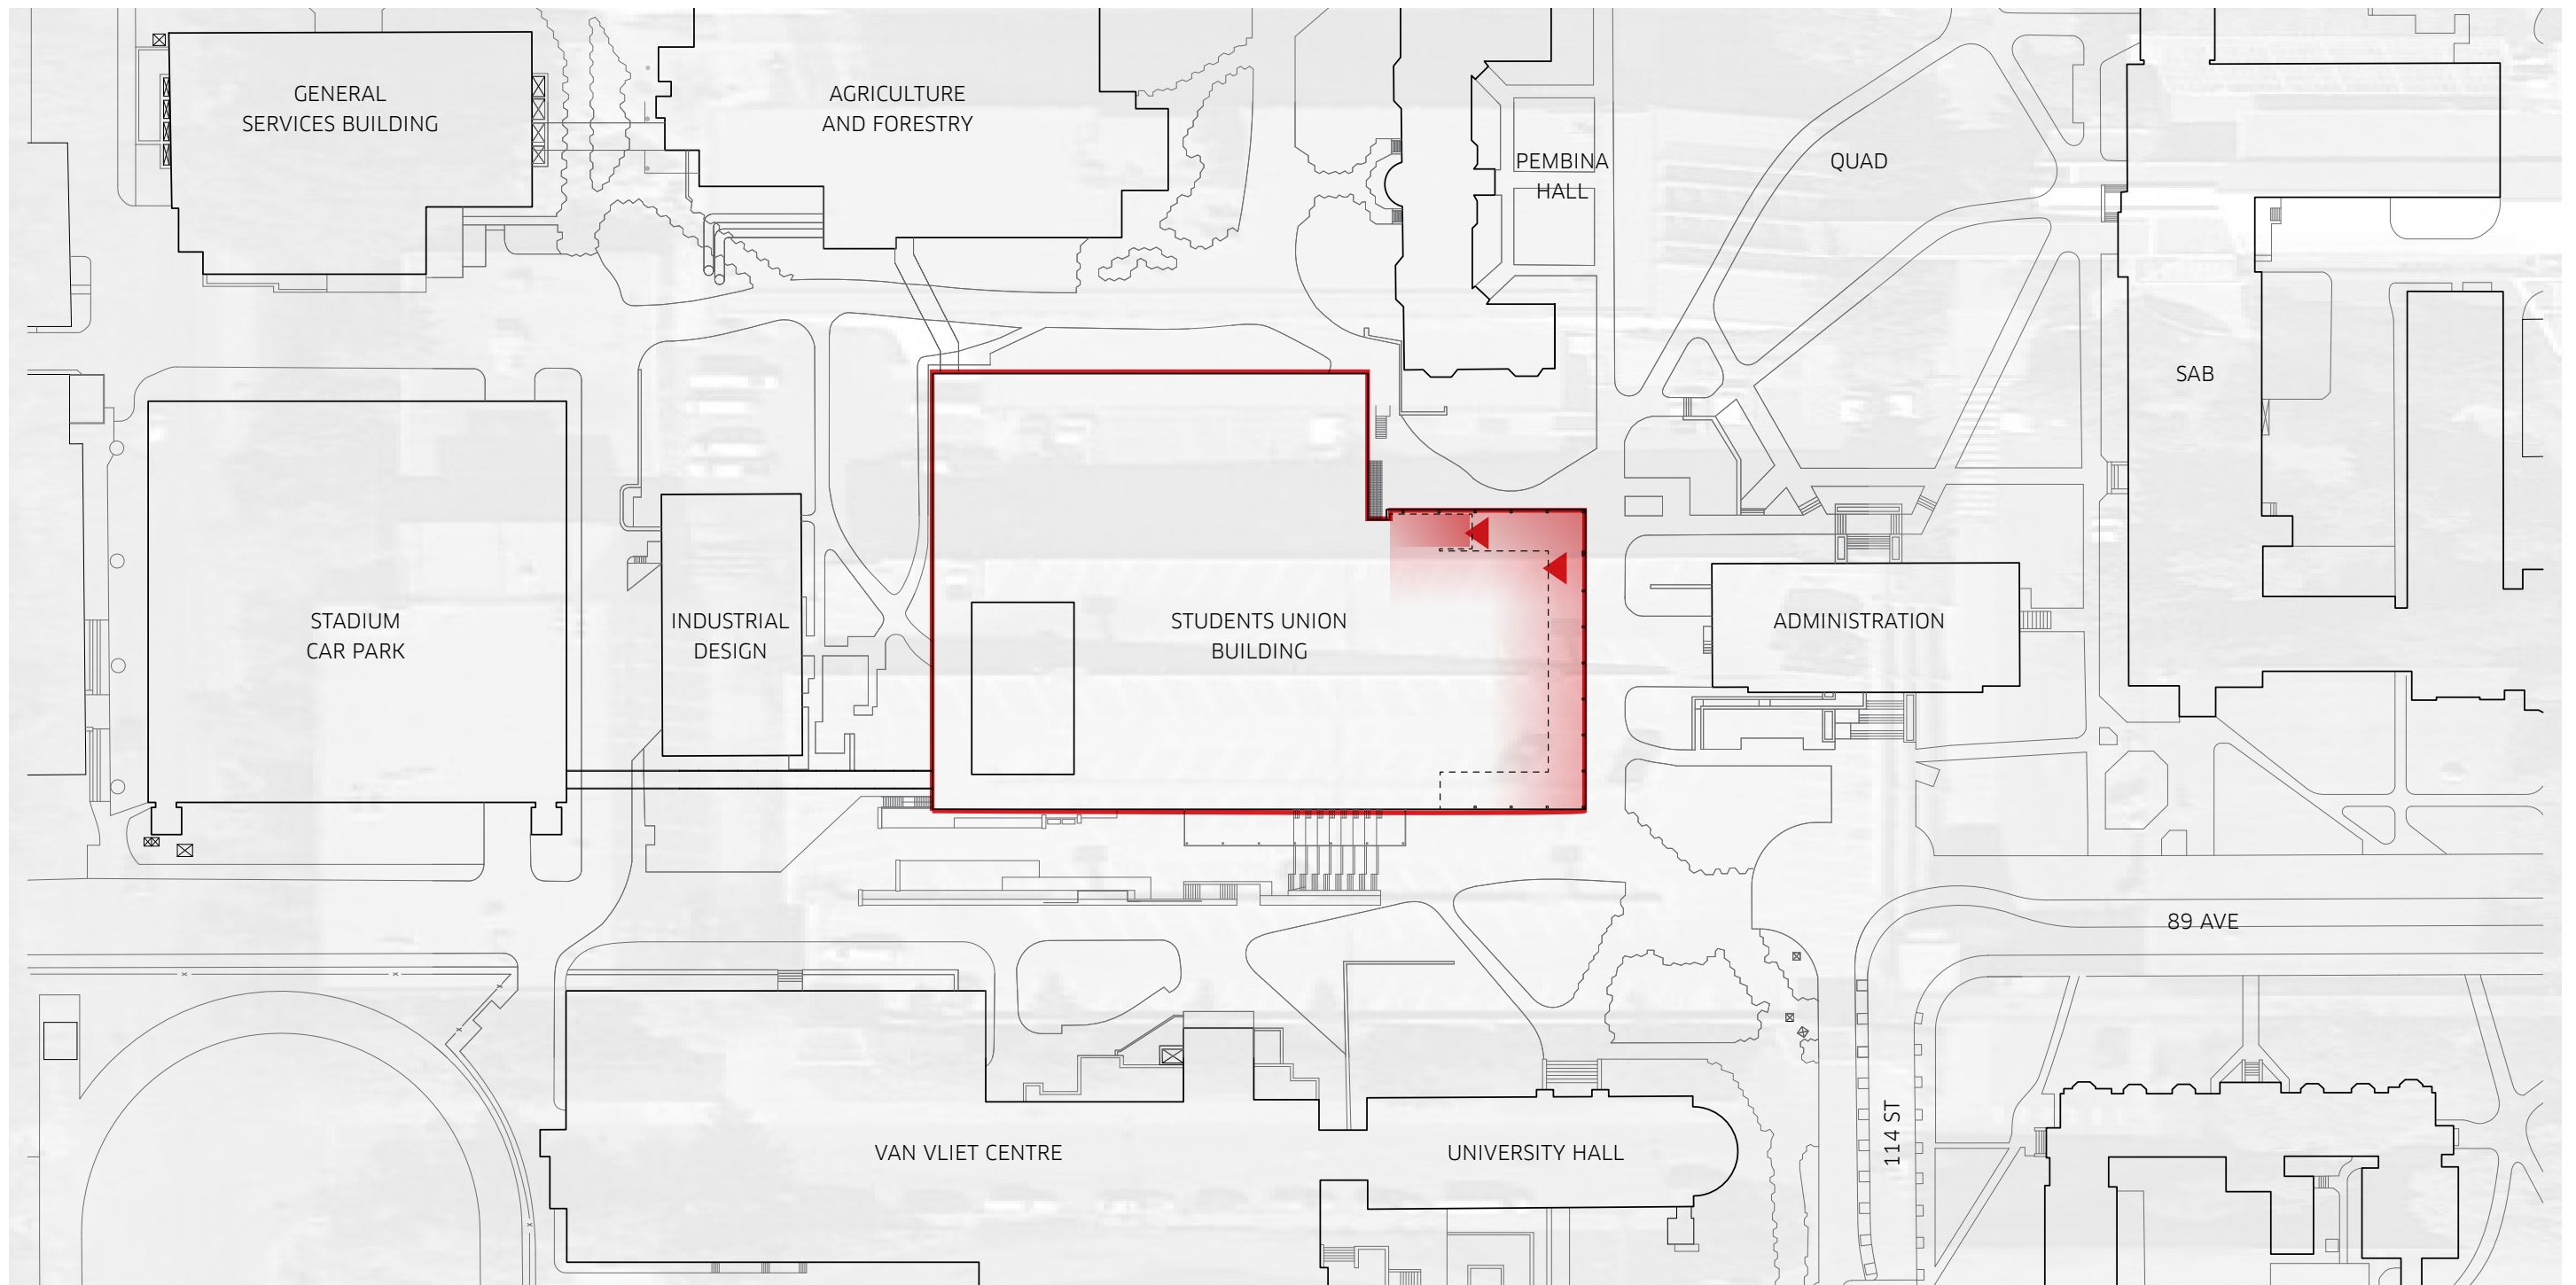 GENERAL
SERVICES BUILDING
AGRICULTURE
AND FORESTRY
PEMBINA
HALL
QUAD
SAB
STADIUM
CAR PARK
INDUSTRIAL
DESIGN
STUDENTS UNION
BUILDING
ADMINISTRATION
89 AVE
VAN VLIET CENTRE
UNIVERSITY HALL
114 ST